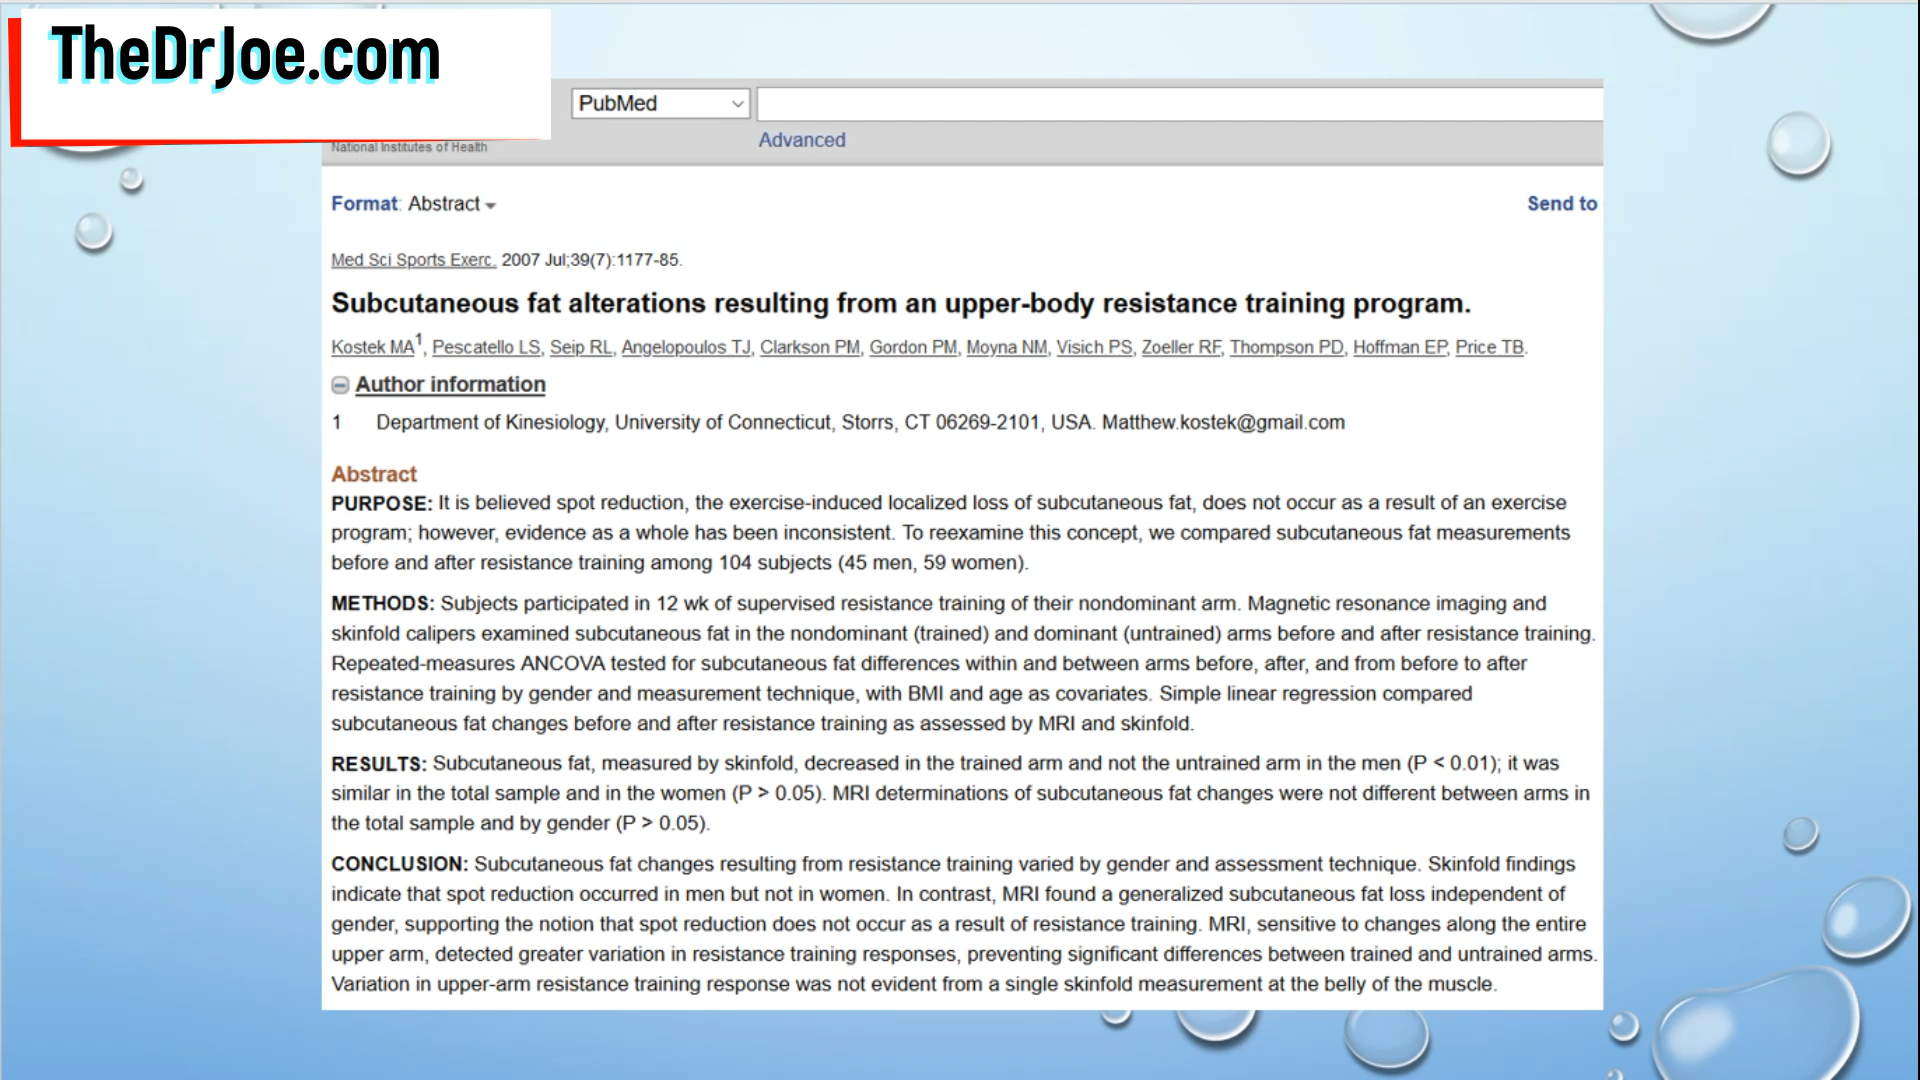 TheDrJoe.com
PubMed
Advanced
National Institutes of Health
Format: Abstract
Send to
Med Sci Sports Exerc. 2007 Jul;39(7):1177-85.
Subcutaneous fat alterations resulting from an upper-body resistance training program.
Kostek MA1, Pescatello LS, Seip RL, Angelopoulos TJ, Clarkson PM, Gordon PM, Moyna NM, Visich PS, Zoeller RF, Thompson PD, Hoffman EP, Price TB.
Author information
1 Department of Kinesiology, University of Connecticut, Storrs, CT 06269-2101, USA. Matthew.kostek@gmail.com
Abstract
PURPOSE: It is believed spot reduction, the exercise-induced localized loss of subcutaneous fat, does not occur as a result of an exercise
program; however, evidence as a whole has been inconsistent. To reexamine this concept, we compared subcutaneous fat measurements
before and after resistance training among 104 subjects (45 men, 59 women).
METHODS: Subjects participated in 12 wk of supervised resistance training of their nondominant arm. Magnetic resonance imaging and
skinfold calipers examined subcutaneous fat in the nondominant (trained) and dominant (untrained) arms before and after resistance training.
Repeated-measures ANCOVA tested for subcutaneous fat differences within and between arms before, after, and from before to after
resistance training by gender and measurement technique, with BMI and age as covariates. Simple linear regression compared
subcutaneous fat changes before and after resistance training as assessed by MRI and skinfold.
RESULTS: Subcutaneous fat, measured by skinfold, decreased in the trained arm and not the untrained arm in the men (P < 0.01); it was
similar in the total sample and in the women (P > 0.05). MRI determinations of subcutaneous fat changes were not different between arms in
the total sample and by gender (P > 0.05).
CONCLUSION: Subcutaneous fat changes resulting from resistance training varied by gender and assessment technique. Skinfold findings
indicate that spot reduction occurred in men but not in women. In contrast, MRI found a generalized subcutaneous fat loss independent of
gender, supporting the notion that spot reduction does not occur as a result of resistance training. MRI, sensitive to changes along the entire
upper arm, detected greater variation in resistance training responses, preventing significant differences between trained and untrained arms.
Variation in upper-arm resistance training response was not evident from a single skinfold measurement at the belly of the muscle.